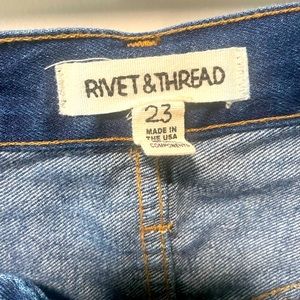 RIVET & THREAD
23
MADE IN
THE USA
COMPONENTS